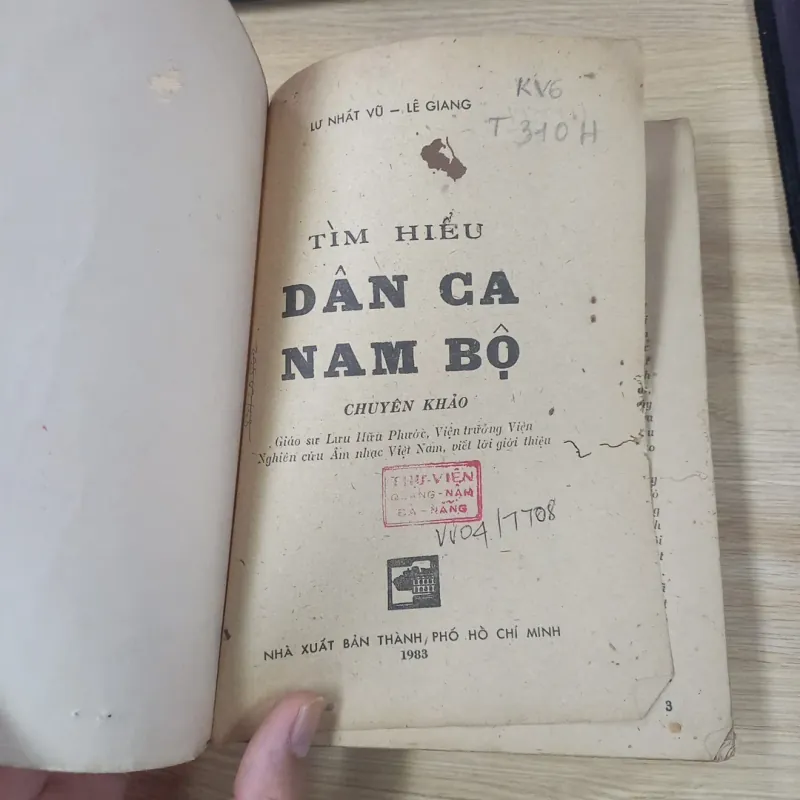 LƯ NHẤT VŨ – LÊ GIANG
KV6
T 310H
TÌM HIỂU
DÂN CA
NAM BỘ
CHUYÊN KHẢO
Giáo sư Lưu Hữu Phước, Viện trưởng Viện
Nghiên cứu Âm nhạc Việt Nam, viết lời giới thiệu
THƯ-VIỆN
QUẢNG-NAM
ĐÀ-NẴNG
VV04/1708
NHÀ XUẤT BẢN THÀNH PHỐ HỒ CHÍ MINH
1983
3